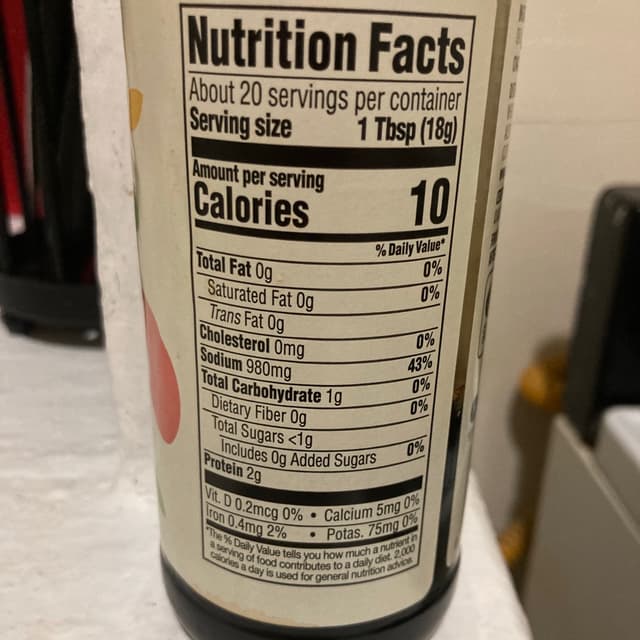 Nutrition Facts
About 20 servings per container
Serving size 1 Tbsp (18g)
Amount per serving
Calories 10
% Daily Value*
Total Fat 0g 0%
Saturated Fat 0g 0%
Trans Fat 0g
Cholesterol 0mg 0%
Sodium 980mg 43%
Total Carbohydrate 1g 0%
Dietary Fiber 0g 0%
Total Sugars <1g
Includes 0g Added Sugars 0%
Protein 2g
Vit. D 0.2mcg 0% • Calcium 5mg 0%
Iron 0.4mg 2% • Potas. 75mg 0%
*The % Daily Value tells you how much a nutrient in
a serving of food contributes to a daily diet. 2,000
calories a day is used for general nutrition advice.